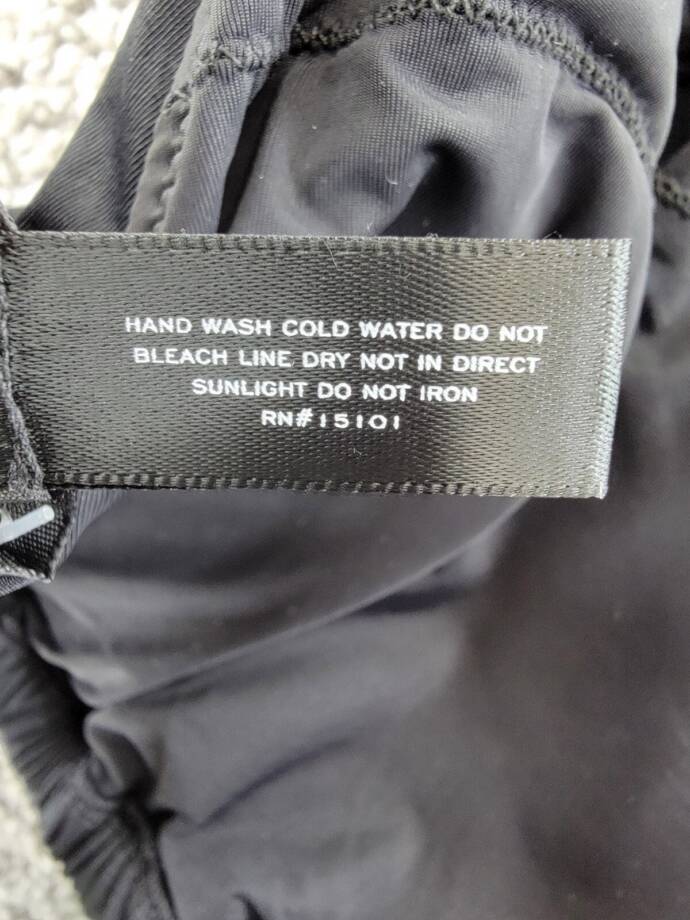 HAND WASH COLD WATER DO NOT
BLEACH LINE DRY NOT IN DIRECT
SUNLIGHT DO NOT IRON
RN#15101